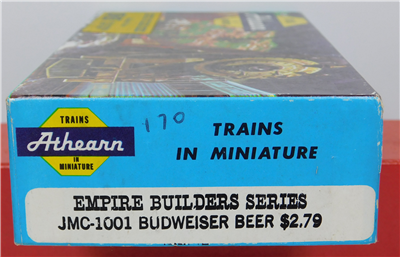 TRAINS
Athearn
IN
MINIATURE
170
TRAINS
IN MINIATURE
EMPIRE BUILDERS SERIES
JMC-1001 BUDWEISER BEER $2.79